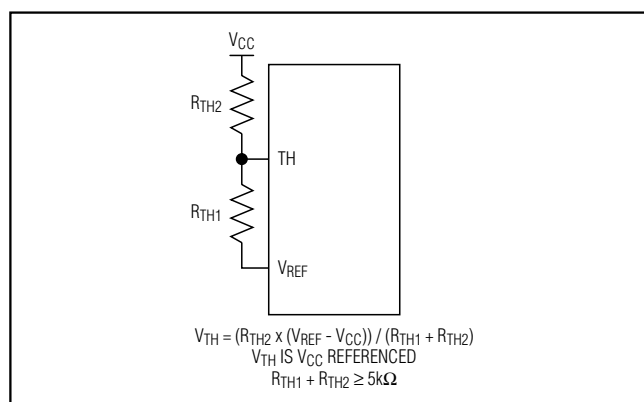 VCC
RTH2
TH
RTH1
VREF
VTH = (RTH2 x (VREF - VCC)) / (RTH1 + RTH2)
VTH IS VCC REFERENCED
RTH1 + RTH2 ≥ 5kΩ